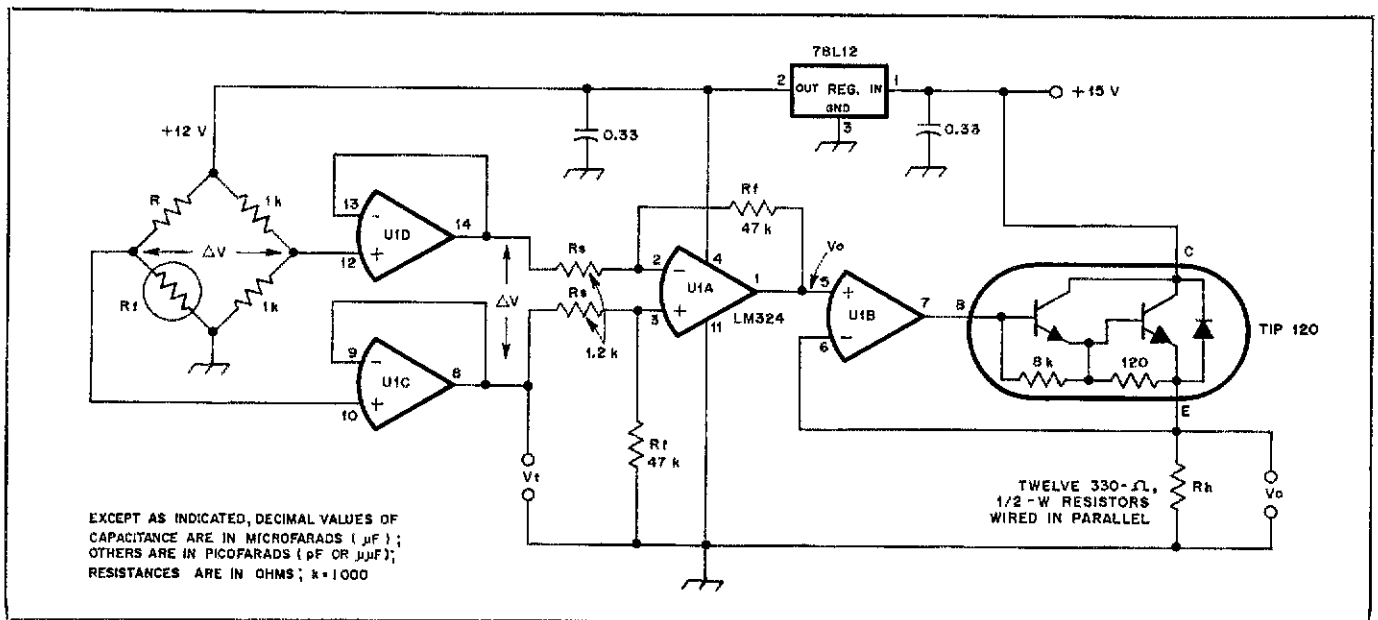 78L12
2
OUT REG. IN
1
GND
3
+15 V
+12 V
0.33
0.33
R
1k
13
-
U1D
14
Rf
47 k
C
ΔV
+
12
Rs
2
-
4
Vo
Rt
1k
ΔV
Rs
U1A
1
5
+
U1B
7
B
TIP 120
+
3
11
LM324
-
6
9
-
8
1.2 k
8k
120
U1C
+
10
E
Rf
47 k
Vt
TWELVE 330-Ω,
1/2-W RESISTORS
WIRED IN PARALLEL
Rh
Vo
EXCEPT AS INDICATED, DECIMAL VALUES OF
CAPACITANCE ARE IN MICROFARADS ( µF ) ;
OTHERS ARE IN PICOFARADS ( pF OR µµF);
RESISTANCES ARE IN OHMS; k=1000